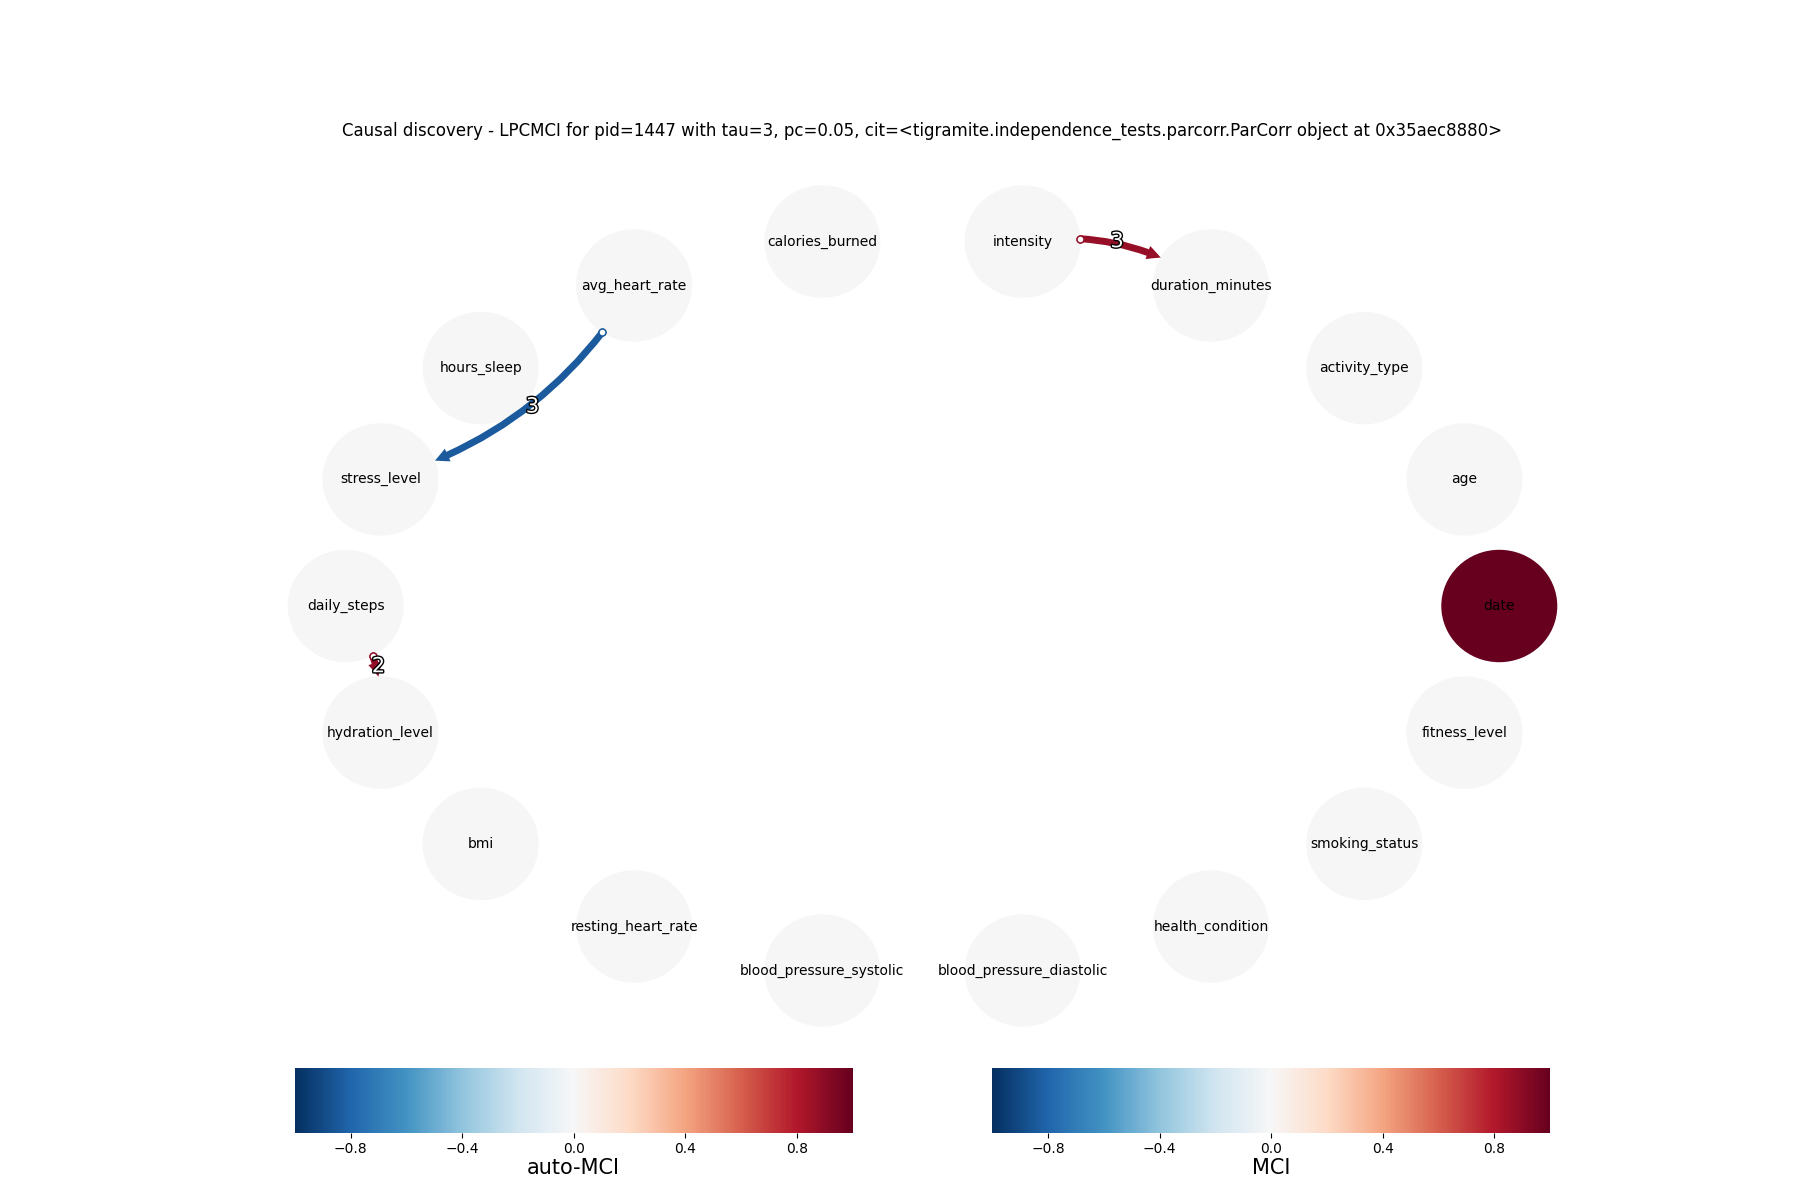 Causal discovery - LPCMCI for pid=1447 with tau=3, pc=0.05, cit=<tigramite.independence_tests.parcorr.ParCorr object at 0x35aec8880>
calories_burned
intensity
3
avg_heart_rate
duration_minutes
hours_sleep
activity_type
3
stress_level
age
daily_steps
date
2
hydration_level
fitness_level
bmi
smoking_status
resting_heart_rate
health_condition
blood_pressure_systolic
blood_pressure_diastolic
−0.8 −0.4 0.0 0.4 0.8
auto-MCI
−0.8 −0.4 0.0 0.4 0.8
MCI